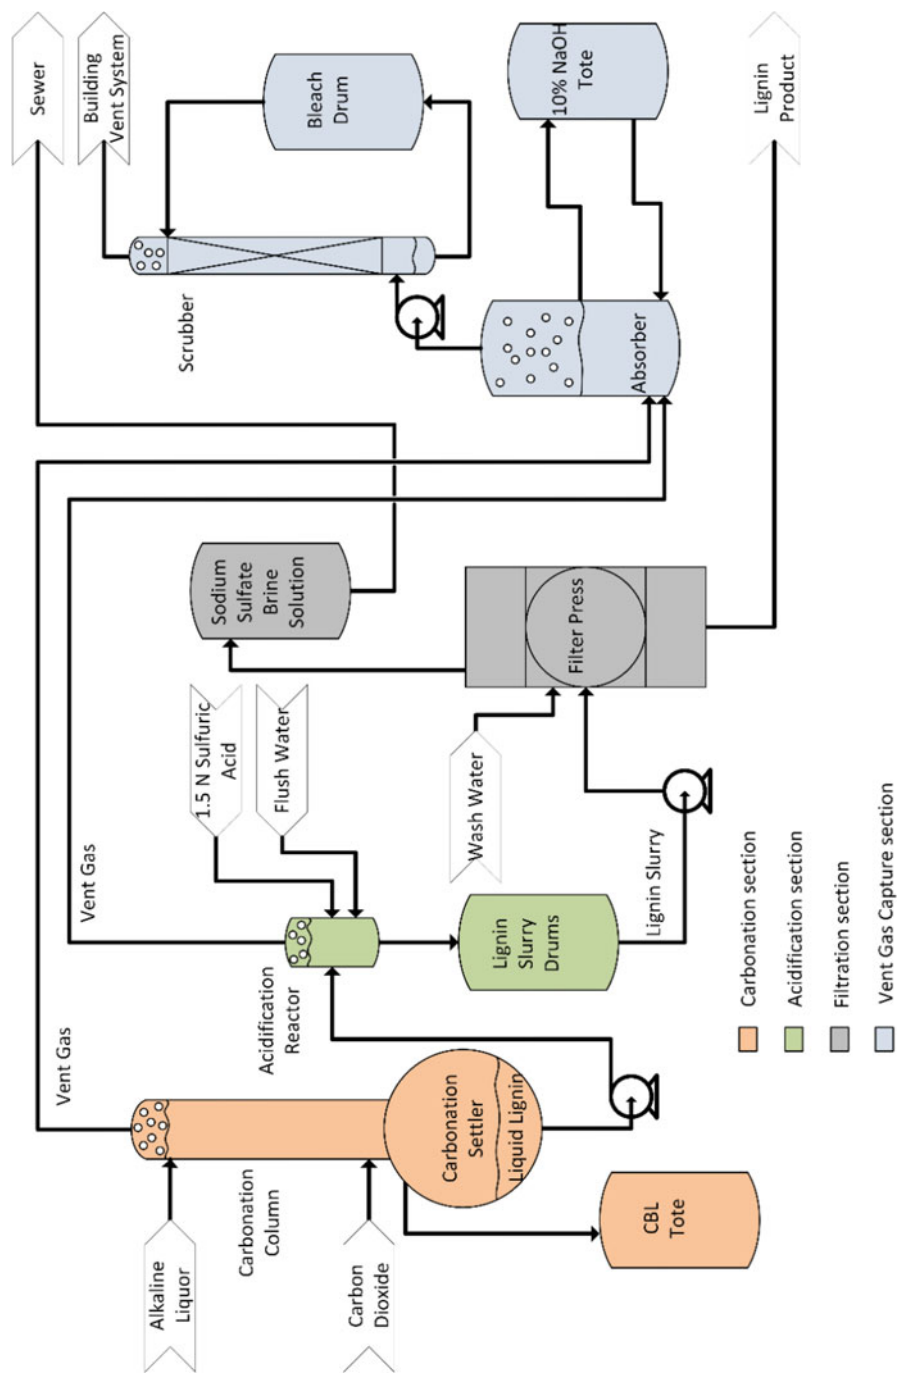 Alkaline
Liquor
Carbon
Dioxide
Carbonation
Column
Vent Gas
Carbonation
Settler
Liquid Lignin
CBL
Tote
Vent Gas
Acidification
Reactor
1.5 N Sulfuric
Acid
Flush Water
Lignin
Slurry
Drums
Lignin Slurry
Wash Water
Filter Press
Sodium
Sulfate
Brine
Solution
Absorber
Scrubber
Bleach
Drum
10% NaOH
Tote
Sewer
Building
Vent System
Lignin
Product
Carbonation section
Acidification section
Filtration section
Vent Gas Capture section